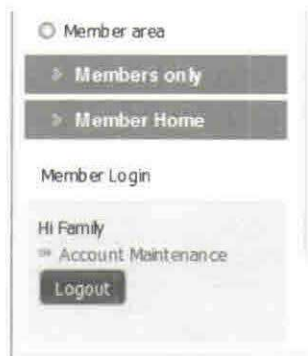 Member area
Members only
Member Home
Member Login
Hi Family
Account Maintenance
Logout